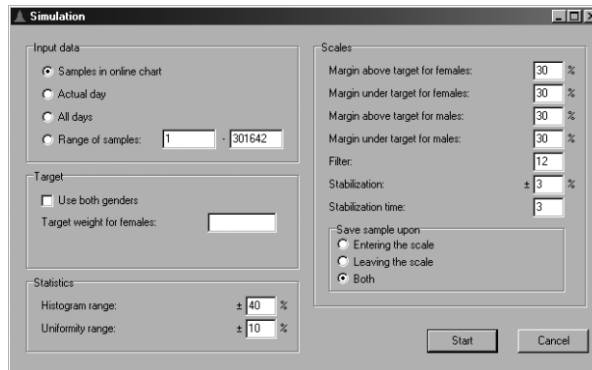 Simulation
Input data
Samples in online chart
Actual day
All days
Range of samples: 1 - 301642
Target
Use both genders
Target weight for females:
Statistics
Histogram range: ± 40 %
Uniformity range: ± 10 %
Scales
Margin above target for females: 30 %
Margin under target for females: 30 %
Margin above target for males: 30 %
Margin under target for males: 30 %
Filter: 12
Stabilization: ± 3 %
Stabilization time: 3
Save sample upon
Entering the scale
Leaving the scale
Both
Start Cancel